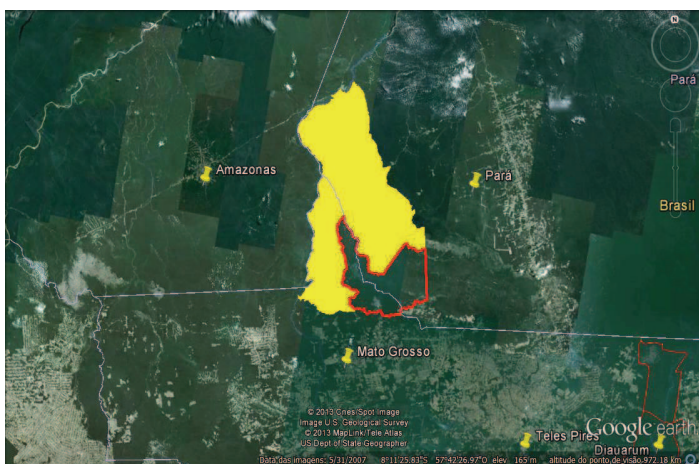 N
Pará
Amazonas
Pará
Brasil
Mato Grosso
© 2013 Cnes/Spot Image
Image U.S. Geological Survey
© 2013 MapLink/Tele Atlas
US Dept of State Geographer
Google earth
Teles Pires
Diauarum
Data das imagens: 5/31/2007 8°11'25.83"S 57°42'26.97"O elev. 165 m altitude do ponto de visão 972.18 km